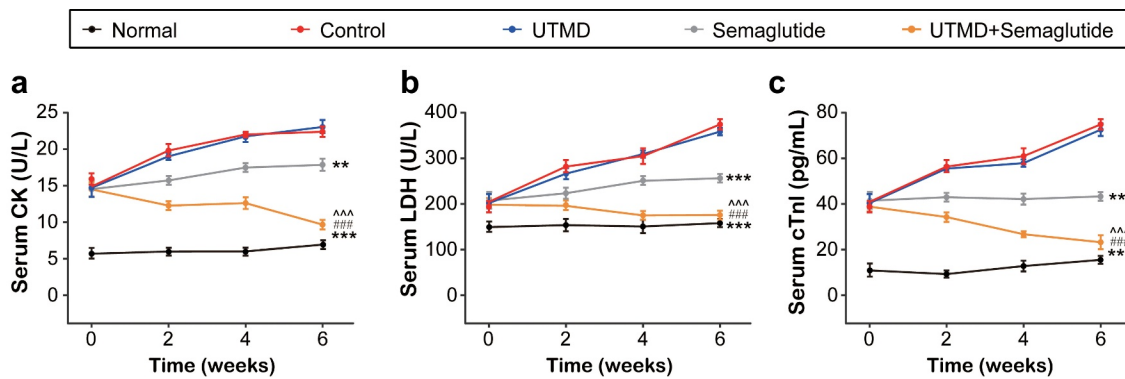 Normal Control UTMD Semaglutide UTMD+Semaglutide
a
Serum CK (U/L)
25
20
15
10
5
0
**
^^^
###
***
0 2 4 6
Time (weeks)
b
Serum LDH (U/L)
400
300
200
100
0
***
^^^
###
***
0 2 4 6
Time (weeks)
c
Serum cTnI (pg/mL)
80
60
40
20
0
0 2 4 6
Time (weeks)